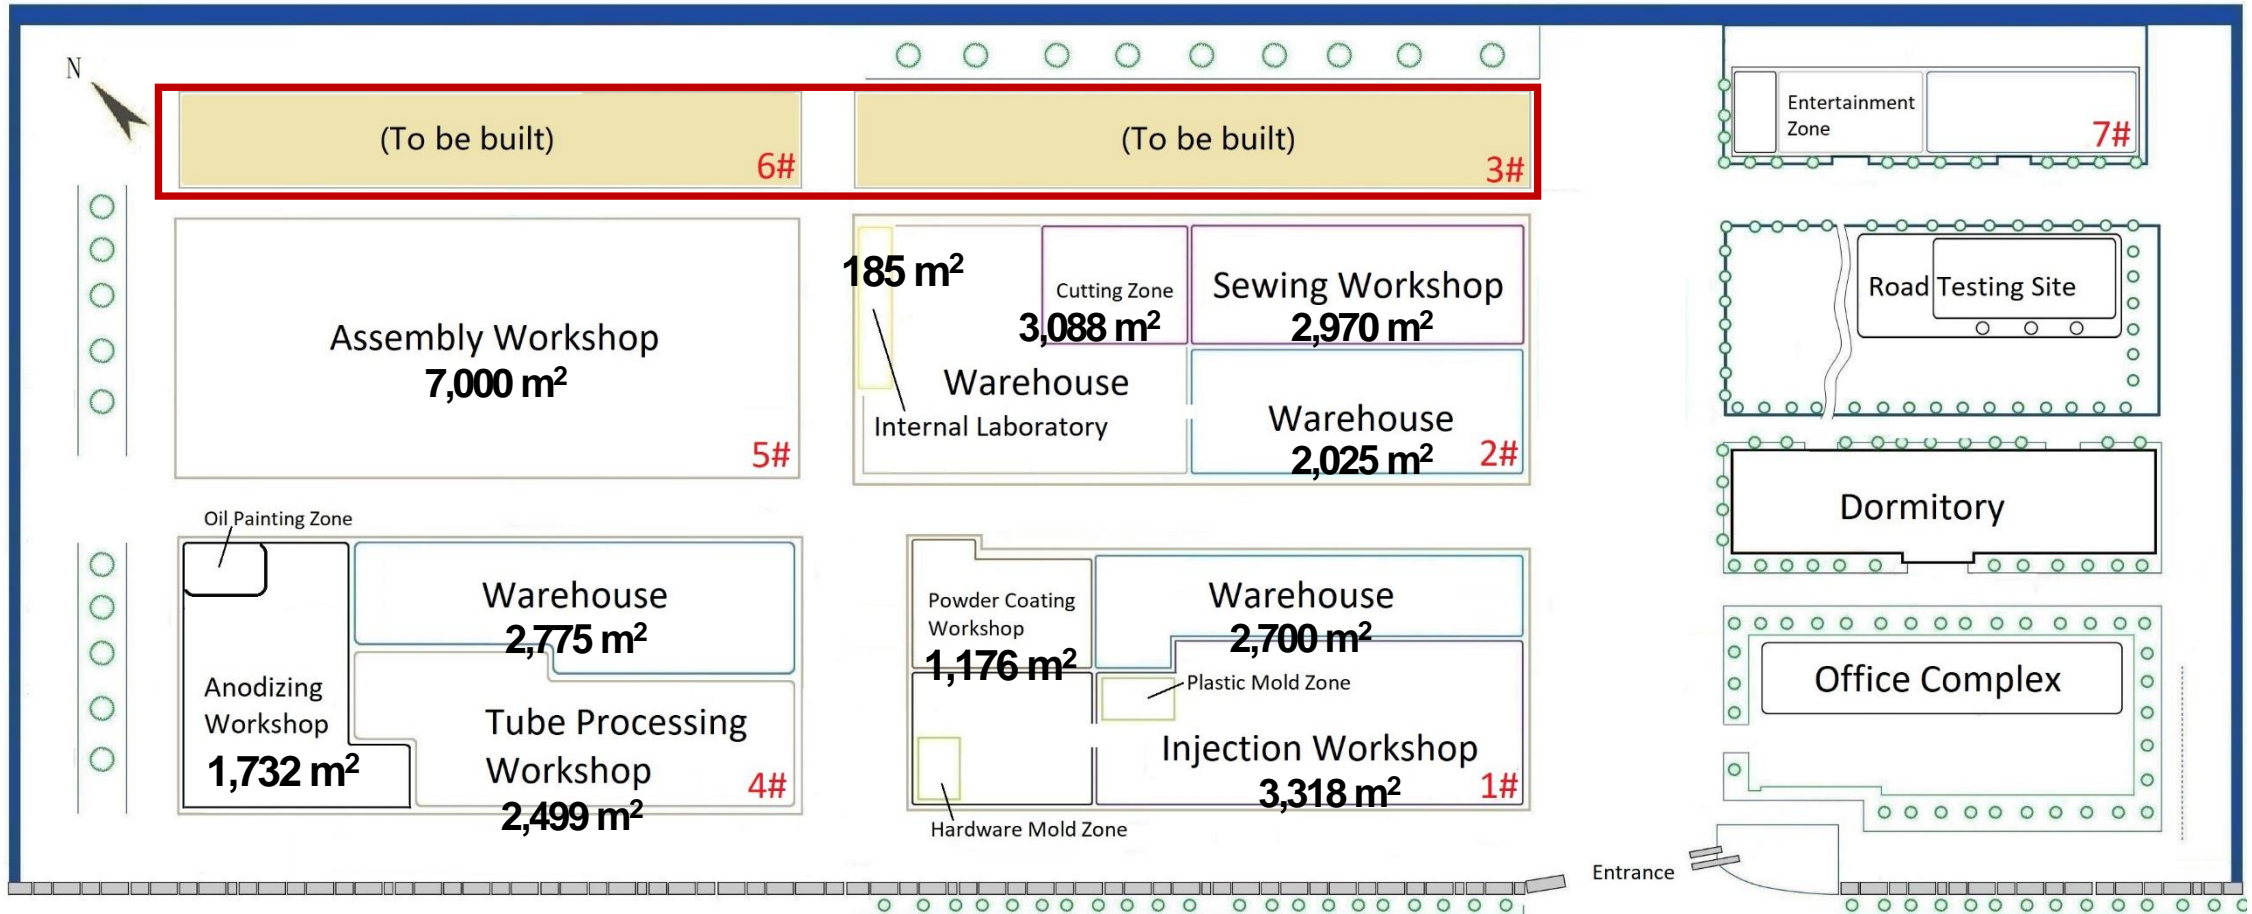 N
(To be built)
6#
(To be built)
3#
Entertainment
Zone
7#
Assembly Workshop
7,000 m²
5#
185 m²
Cutting Zone
3,088 m²
Sewing Workshop
2,970 m²
Warehouse
Internal Laboratory
Warehouse
2,025 m²
2#
Road Testing Site
Dormitory
Oil Painting Zone
Warehouse
2,775 m²
Anodizing
Workshop
1,732 m²
Tube Processing
Workshop
2,499 m²
4#
Powder Coating
Workshop
1,176 m²
Warehouse
2,700 m²
Plastic Mold Zone
Injection Workshop
3,318 m²
1#
Hardware Mold Zone
Office Complex
Entrance